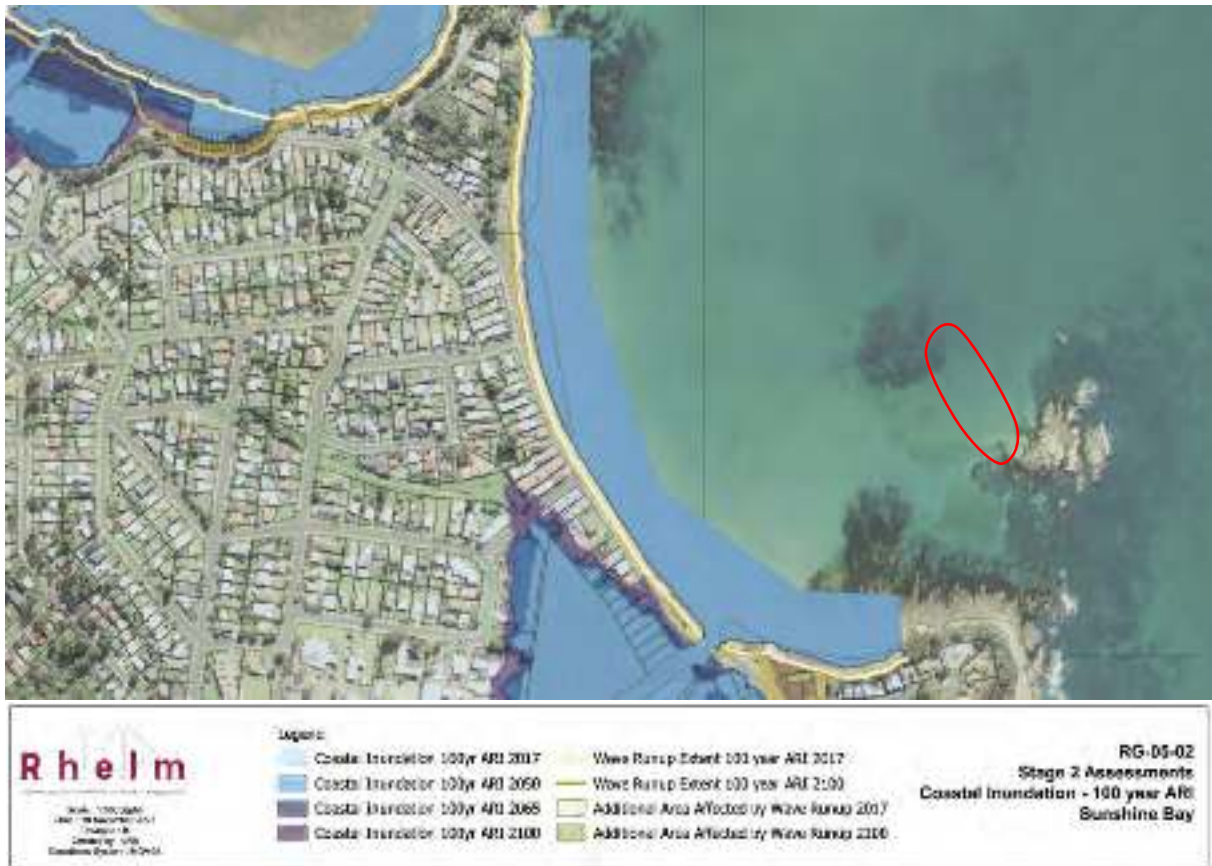 Rhelm
Legend
Coastal Inundation 100yr ARI 2017
Coastal Inundation 100yr ARI 2050
Coastal Inundation 100yr ARI 2065
Coastal Inundation 100yr ARI 2100
Wave Runup Extent 100 year ARI 2017
Wave Runup Extent 100 year ARI 2100
Additional Area Affected by Wave Runup 2017
Additional Area Affected by Wave Runup 2100
RG-05-02
Stage 2 Assessments
Coastal Inundation - 100 year ARI
Sunshine Bay